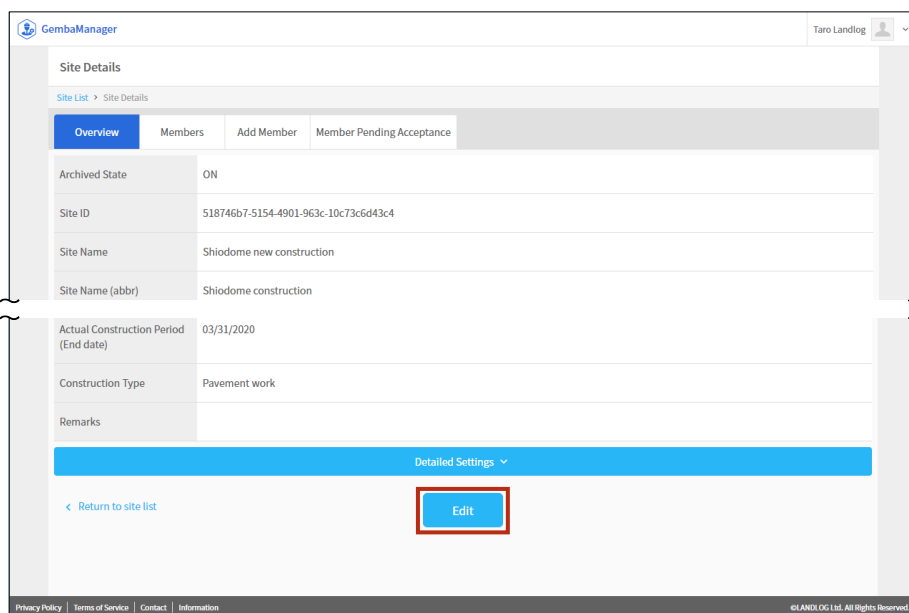 GembaManager
Taro Landlog
Site Details
Site List > Site Details
Overview
Members
Add Member
Member Pending Acceptance
Archived State
ON
Site ID
518746b7-5154-4901-963c-10c73c6d43c4
Site Name
Shiodome new construction
Site Name (abbr)
Shiodome construction
Actual Construction Period
(End date)
03/31/2020
Construction Type
Pavement work
Remarks
Detailed Settings
< Return to site list
Edit
Privacy Policy | Terms of Service | Contact | Information
©LANDLOG Ltd. All Rights Reserved.